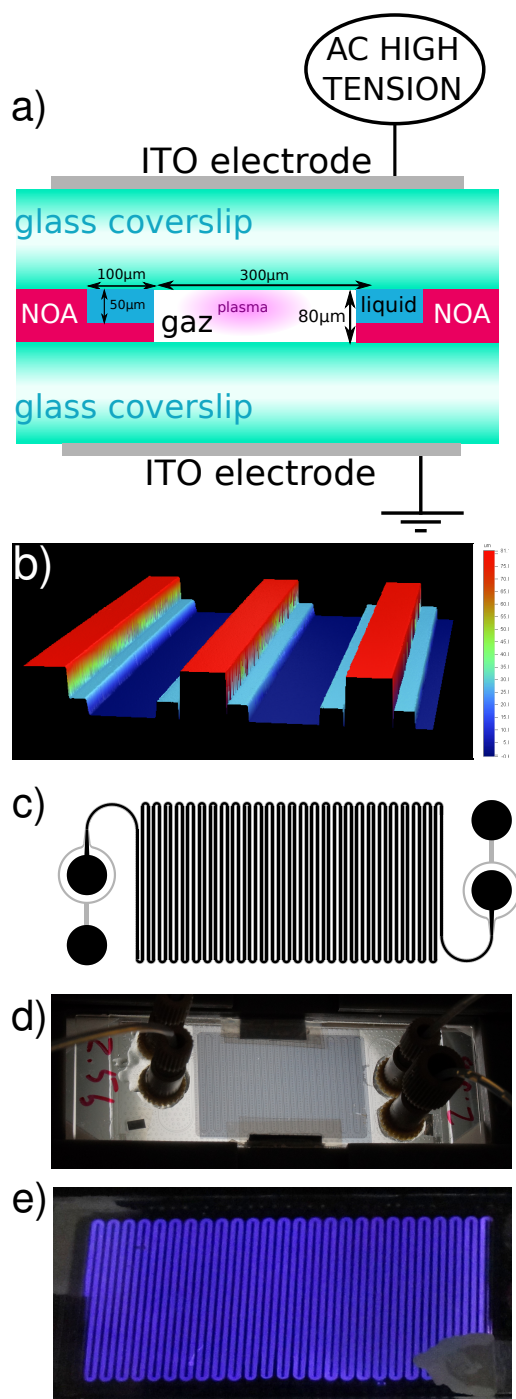 AC HIGH
TENSION
a)
ITO electrode
glass coverslip
100µm
300µm
50µm
NOA
plasma
gaz
80µm
liquid
NOA
glass coverslip
ITO electrode
b)
c)
d)
e)